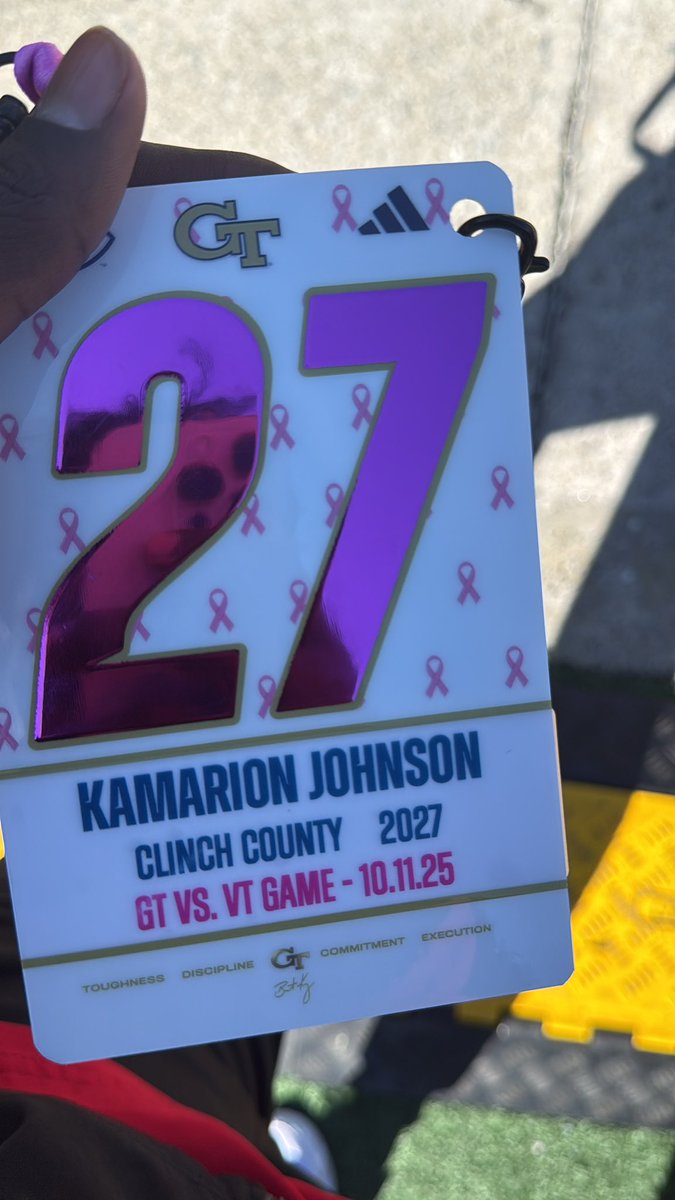 GT
27
KAMARION JOHNSON
CLINCH COUNTY 2027
GT VS. VT GAME - 10.11.25
TOUGHNESS DISCIPLINE GT COMMITMENT EXECUTION